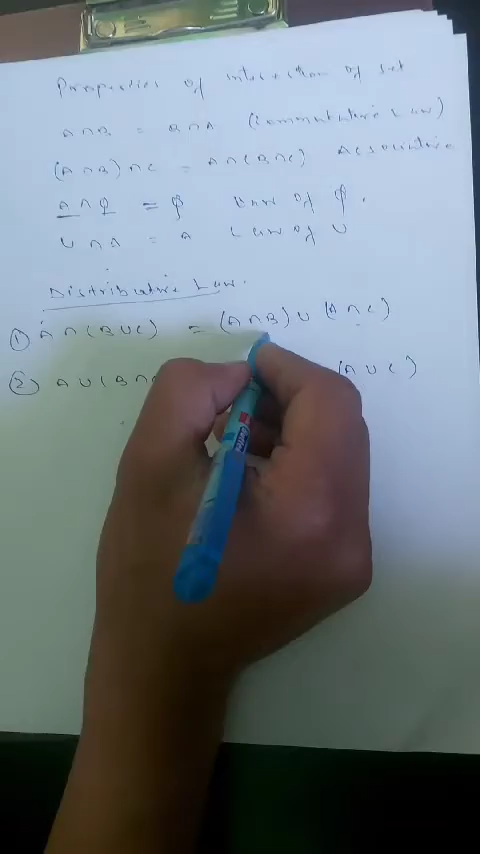 Properties of intersection of set
A∩B = B∩A (Commutative Law)
(A∩B)∩C = A∩(B∩C) Associative
A∩φ = φ Law of φ.
U∩A = A Law of U
Distributive Law.
① A∩(B∪C) = (A∩B)∪(A∩C)
② A∪(B∩ (A∪C)